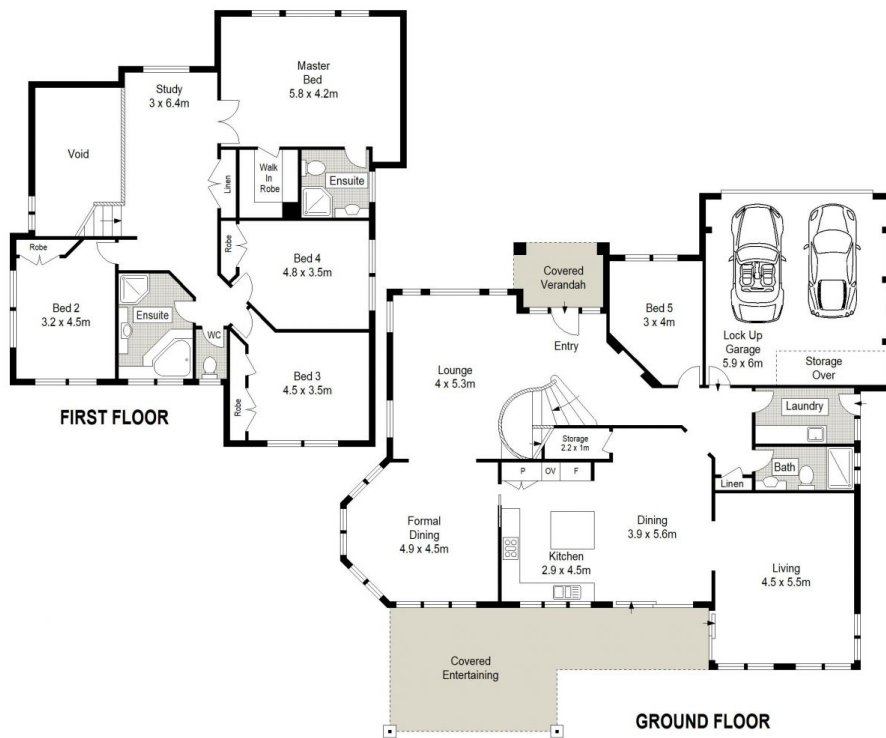 Master
Bed
5.8 x 4.2m
Study
3 x 6.4m
Void
Linen
Walk
In
Robe
Ensuite
Robe
Robe
Bed 4
4.8 x 3.5m
Bed 2
3.2 x 4.5m
Ensuite
WC
Bed 3
4.5 x 3.5m
Robe
FIRST FLOOR
Covered
Verandah
Bed 5
3 x 4m
Entry
Lock Up
Garage
5.9 x 6m
Storage
Over
Lounge
4 x 5.3m
Laundry
Storage
2.2 x 1m
Bath
Linen
P
OV
F
Formal
Dining
4.9 x 4.5m
Dining
3.9 x 5.6m
Kitchen
2.9 x 4.5m
Living
4.5 x 5.5m
Covered
Entertaining
GROUND FLOOR